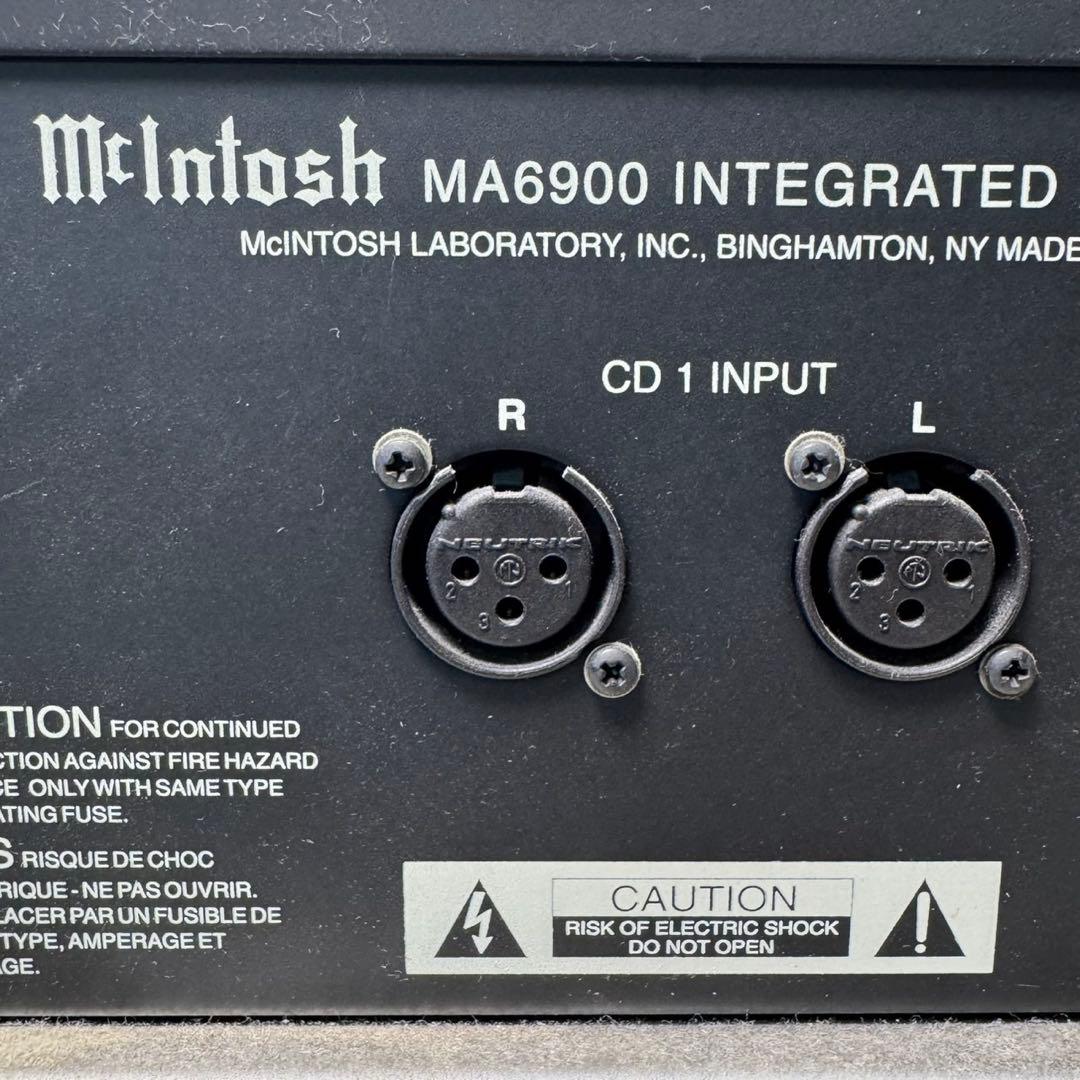 McIntosh MA6900 INTEGRATED
McINTOSH LABORATORY, INC., BINGHAMTON, NY MADE
CD 1 INPUT
R L
NEUTRIK NEUTRIK
2 1 2 1
3 3
TION FOR CONTINUED
CTION AGAINST FIRE HAZARD
CE ONLY WITH SAME TYPE
ATING FUSE.
S RISQUE DE CHOC
RIQUE - NE PAS OUVRIR.
LACER PAR UN FUSIBLE DE
TYPE, AMPERAGE ET
AGE.
CAUTION
RISK OF ELECTRIC SHOCK
DO NOT OPEN